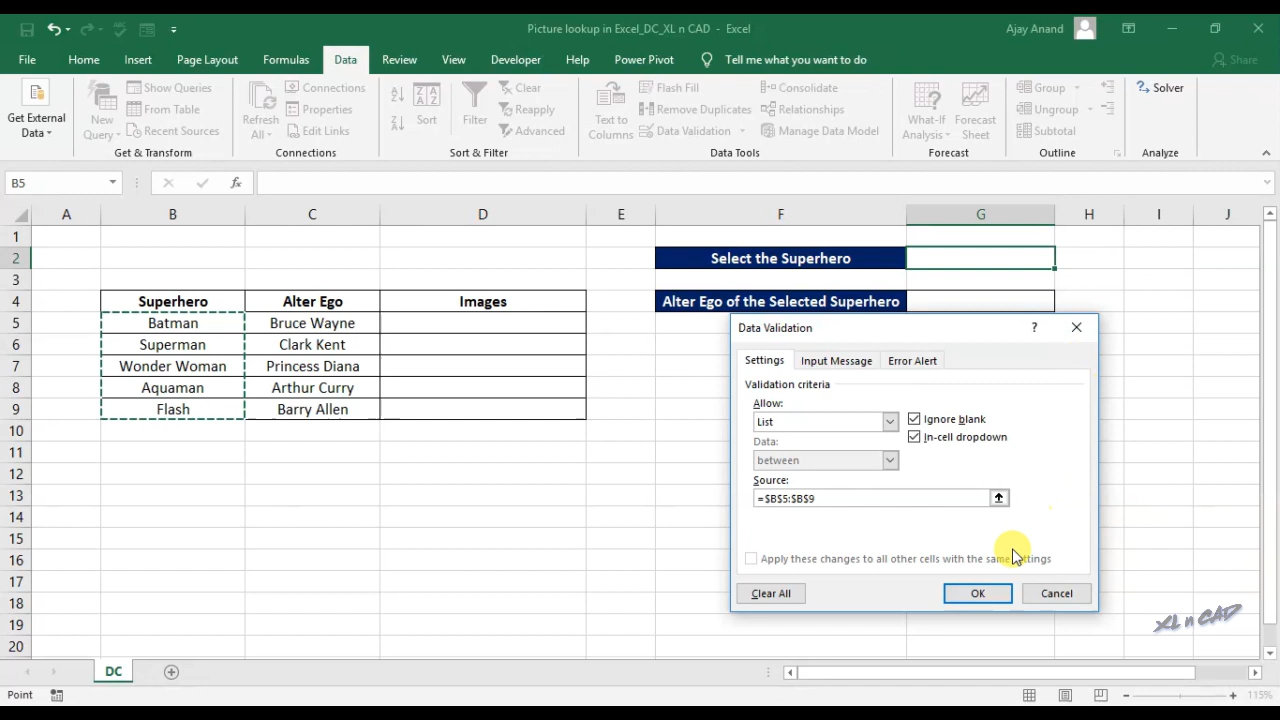 Picture lookup in Excel_DC_XL n CAD - Excel
Ajay Anand
File Home Insert Page Layout Formulas Data Review View Developer Help Power Pivot Tell me what you want to do Share
Get External Data
New Query
Show Queries
From Table
Recent Sources
Get & Transform
Refresh All
Connections
Properties
Edit Links
Connections
Sort
Filter
Clear
Reapply
Advanced
Sort & Filter
Text to Columns
Flash Fill
Remove Duplicates
Data Validation
Consolidate
Relationships
Manage Data Model
Data Tools
What-If Analysis
Forecast Sheet
Forecast
Group
Ungroup
Subtotal
Outline
Solver
Analyze
B5
fx
A B C D E F G H I J
1
2 Select the Superhero
3
4 Superhero Alter Ego Images Alter Ego of the Selected Superhero
5 Batman Bruce Wayne
6 Superman Clark Kent
7 Wonder Woman Princess Diana
8 Aquaman Arthur Curry
9 Flash Barry Allen
10
11
12
13
14
15
16
17
18
19
20
Data Validation ?
Settings Input Message Error Alert
Validation criteria
Allow:
List
Ignore blank
Data:
In-cell dropdown
between
Source:
=$B$5:$B$9
Apply these changes to all other cells with the same settings
Clear All OK Cancel
XL n CAD
DC
Point
115%